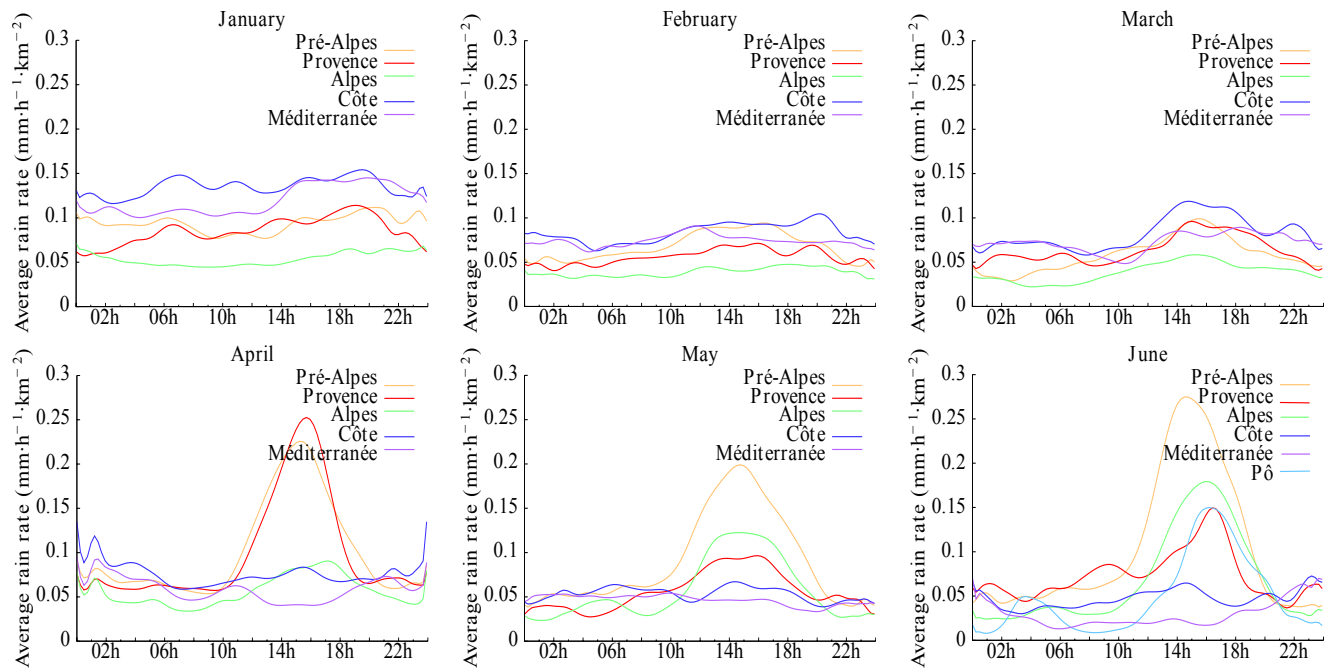 January
Average rain rate (mm·h⁻¹·km⁻²)
0.3
0.25
0.2
0.15
0.1
0.05
0
Pré-Alpes
Provence
Alpes
Côte
Méditerranée
02h 06h 10h 14h 18h 22h
February
Average rain rate (mm·h⁻¹·km⁻²)
0.3
0.25
0.2
0.15
0.1
0.05
0
Pré-Alpes
Provence
Alpes
Côte
Méditerranée
02h 06h 10h 14h 18h 22h
March
Average rain rate (mm·h⁻¹·km⁻²)
0.3
0.25
0.2
0.15
0.1
0.05
0
Pré-Alpes
Provence
Alpes
Côte
Méditerranée
02h 06h 10h 14h 18h 22h
April
Average rain rate (mm·h⁻¹·km⁻²)
0.3
0.25
0.2
0.15
0.1
0.05
0
Pré-Alpes
Provence
Alpes
Côte
Méditerranée
02h 06h 10h 14h 18h 22h
May
Average rain rate (mm·h⁻¹·km⁻²)
0.3
0.25
0.2
0.15
0.1
0.05
0
Pré-Alpes
Provence
Alpes
Côte
Méditerranée
02h 06h 10h 14h 18h 22h
June
Average rain rate (mm·h⁻¹·km⁻²)
0.3
0.25
0.2
0.15
0.1
0.05
0
Pré-Alpes
Provence
Alpes
Côte
Méditerranée
Pô
02h 06h 10h 14h 18h 22h